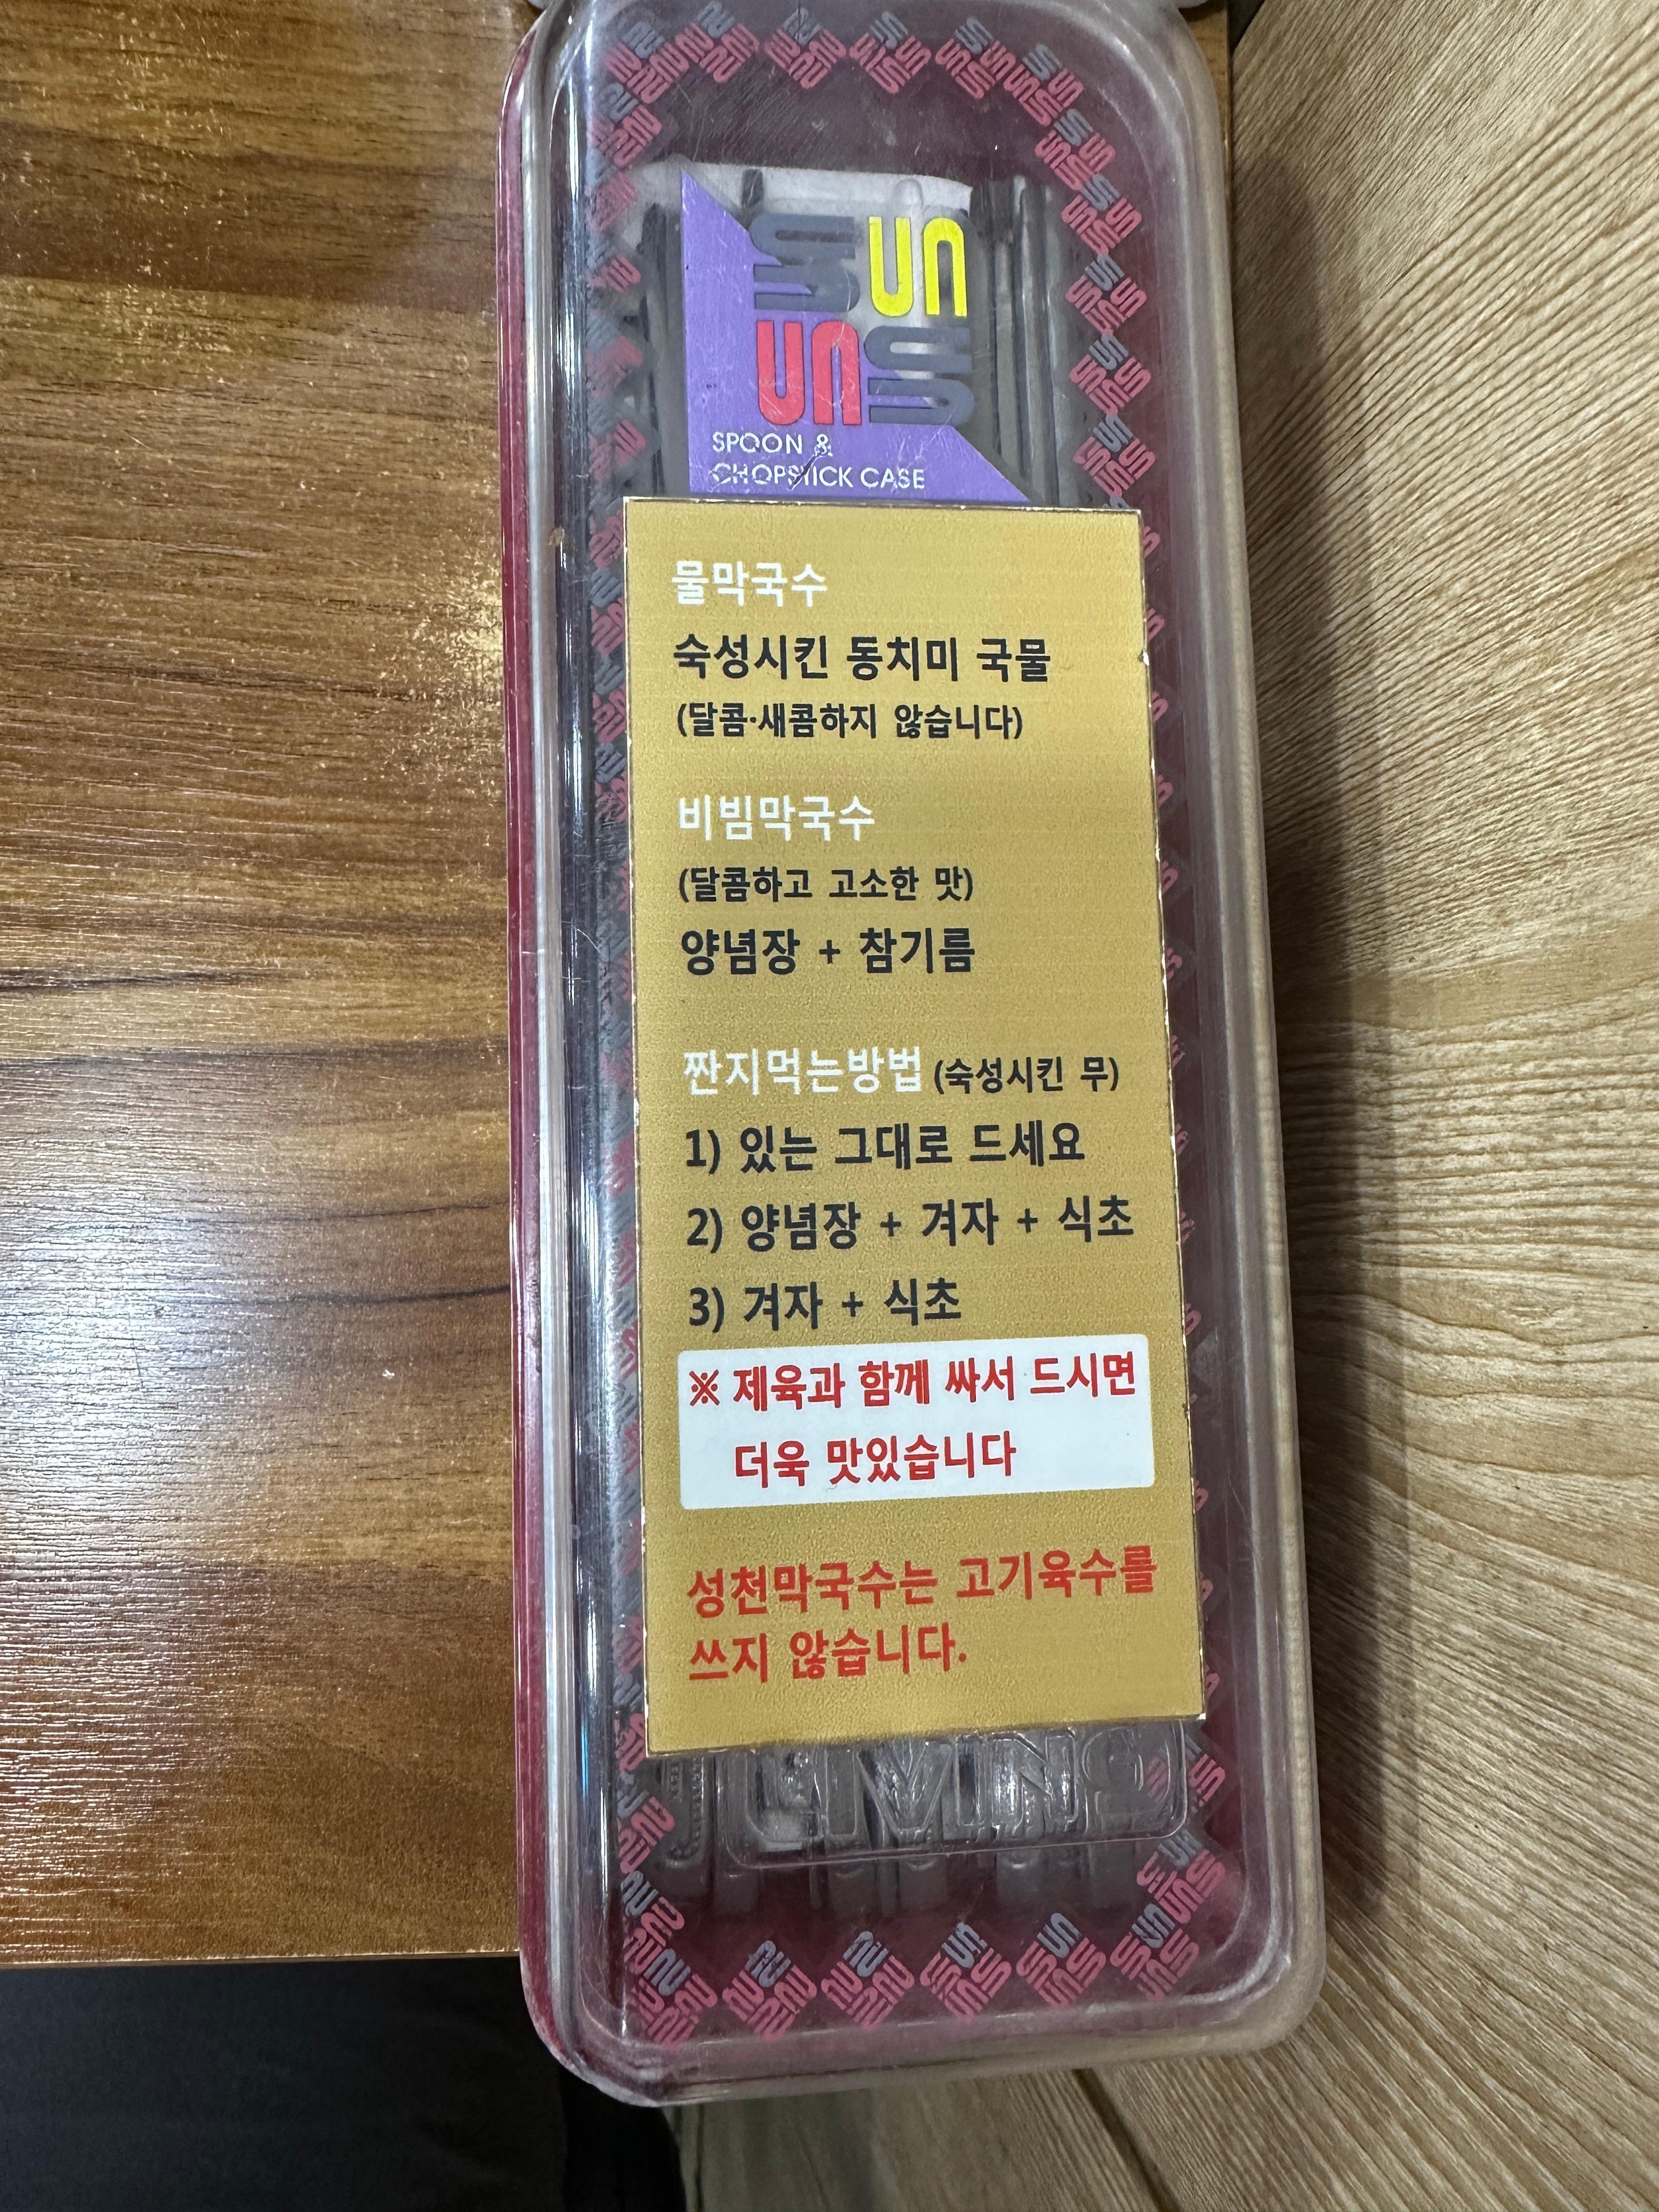 sun
uns
SPOON &
CHOPSTICK CASE
물막국수
숙성시킨 동치미 국물
(달콤·새콤하지 않습니다)
비빔막국수
(달콤하고 고소한 맛)
양념장 + 참기름
짠지먹는방법 (숙성시킨 무)
1) 있는 그대로 드세요
2) 양념장 + 겨자 + 식초
3) 겨자 + 식초
※ 제육과 함께 싸서 드시면
더욱 맛있습니다
성천막국수는 고기육수를
쓰지 않습니다.
LIVING